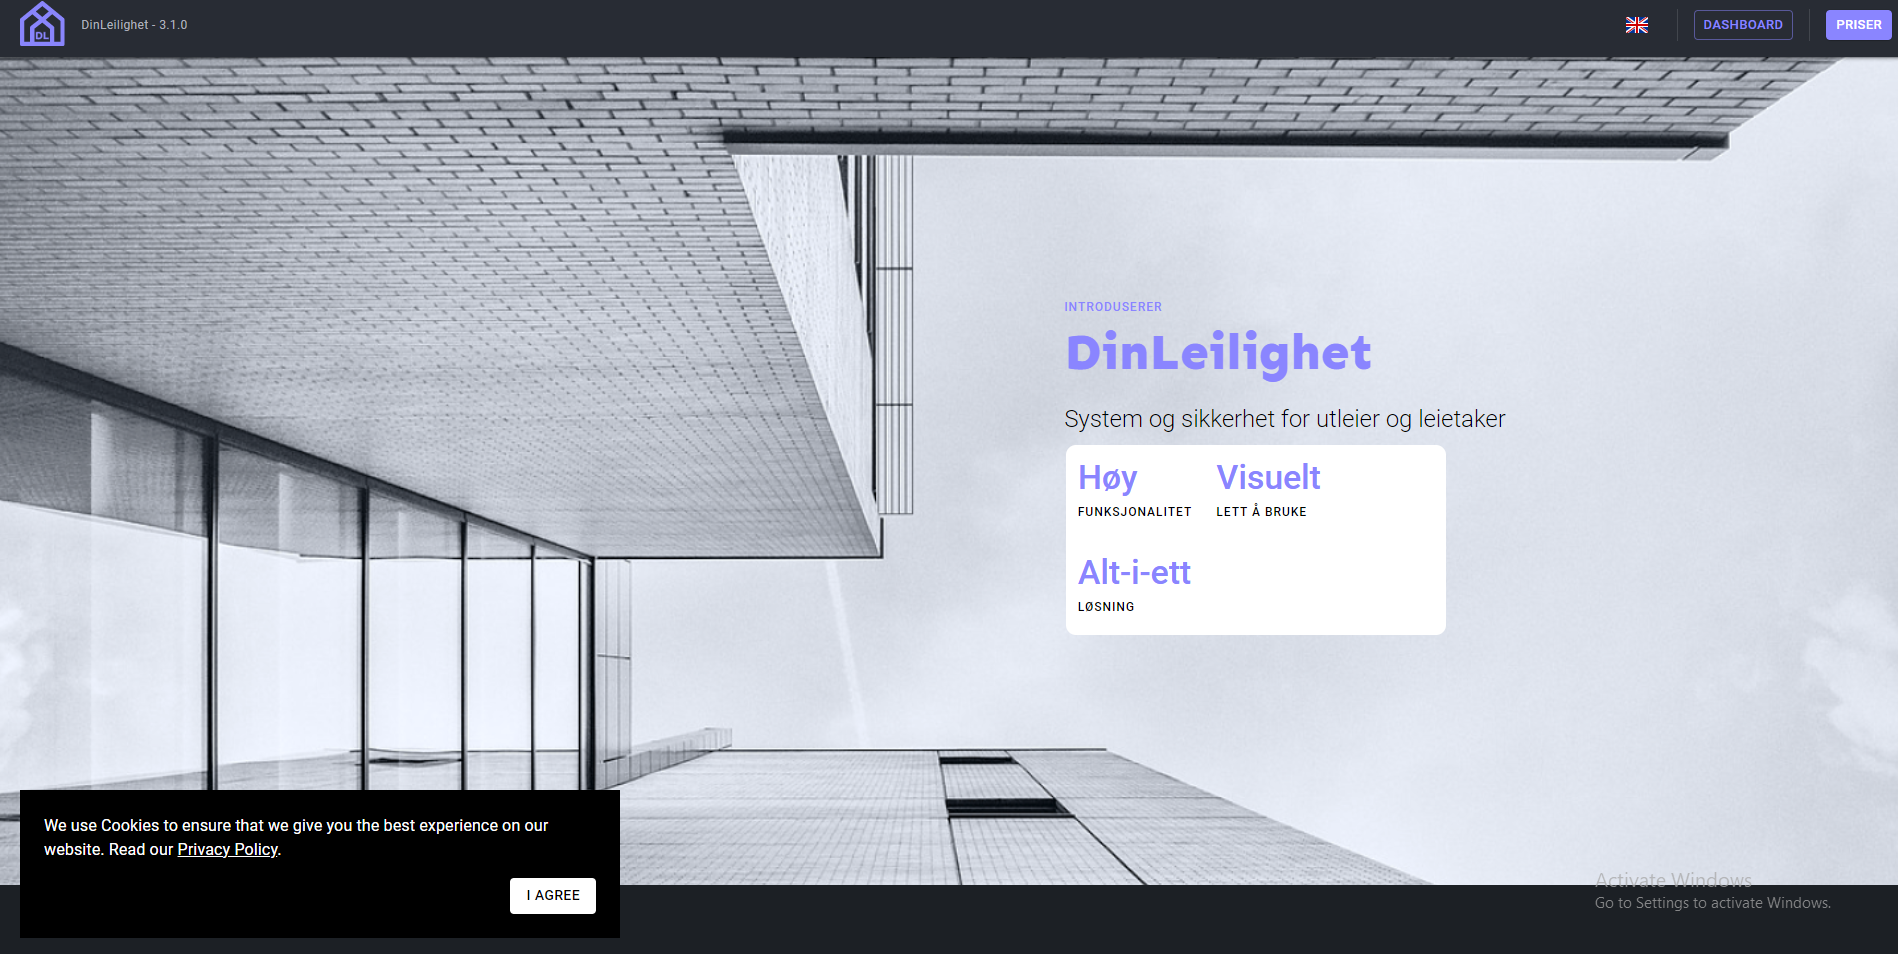 DL
DinLeilighet - 3.1.0
DASHBOARD
PRISER
INTRODUSERER
DinLeilighet
System og sikkerhet for utleier og leietaker
Høy
FUNKSJONALITET
Visuelt
LETT Å BRUKE
Alt-i-ett
LØSNING
We use Cookies to ensure that we give you the best experience on our
website. Read our Privacy Policy.
I AGREE
Activate Windows
Go to Settings to activate Windows.